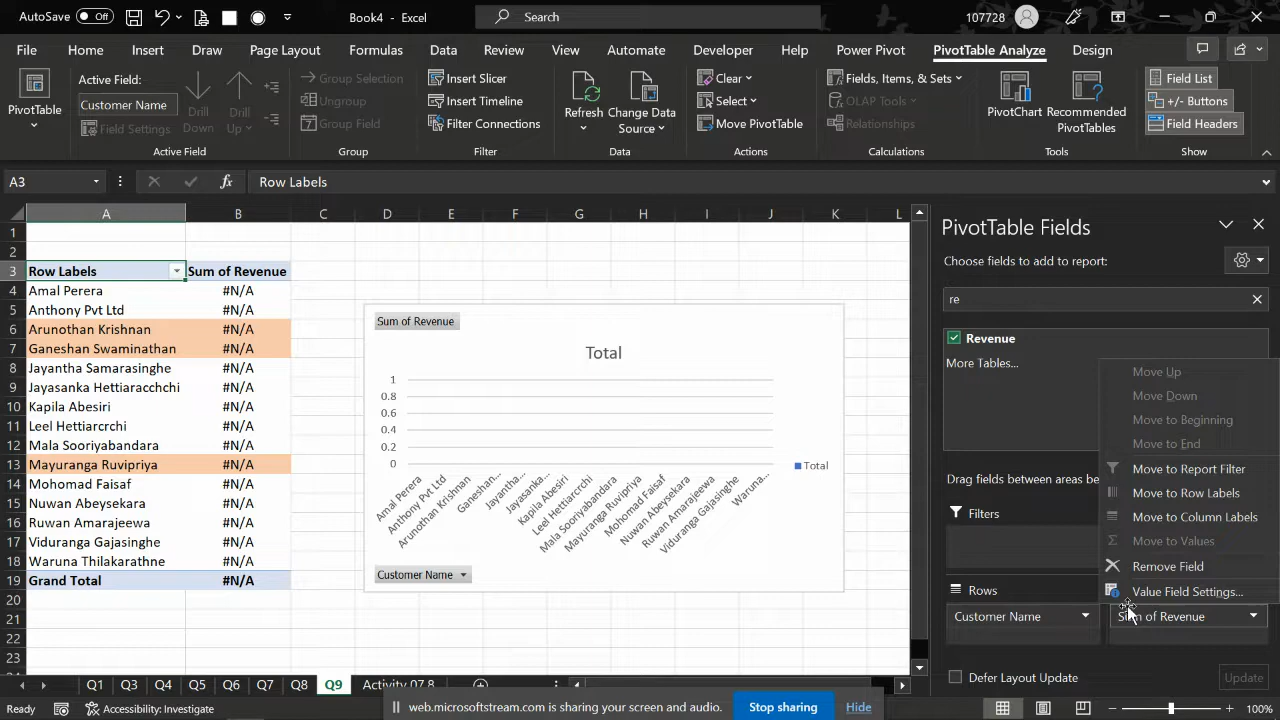 AutoSave Off
Book4 - Excel
Search
107728
File Home Insert Draw Page Layout Formulas Data Review View Automate Developer Help Power Pivot PivotTable Analyze Design
PivotTable
Active Field:
Customer Name
Field Settings
Drill Down
Drill Up
Active Field
Group Selection
Ungroup
Group Field
Group
Insert Slicer
Insert Timeline
Filter Connections
Filter
Refresh
Change Data Source
Data
Clear
Select
Move PivotTable
Actions
Fields, Items, & Sets
OLAP Tools
Relationships
Calculations
PivotChart
Recommended PivotTables
Tools
Field List
+/- Buttons
Field Headers
Show
A3
fx
Row Labels
A B C D E F G H I J K L
1
2
3 Row Labels Sum of Revenue
4 Amal Perera #N/A
5 Anthony Pvt Ltd #N/A
6 Arunothan Krishnan #N/A
7 Ganeshan Swaminathan #N/A
8 Jayantha Samarasinghe #N/A
9 Jayasanka Hettiaracchchi #N/A
10 Kapila Abesiri #N/A
11 Leel Hettiarcrchi #N/A
12 Mala Sooriyabandara #N/A
13 Mayuranga Ruvipriya #N/A
14 Mohomad Faisaf #N/A
15 Nuwan Abeysekara #N/A
16 Ruwan Amarajeewa #N/A
17 Viduranga Gajasinghe #N/A
18 Waruna Thilakarathne #N/A
19 Grand Total #N/A
20
21
22
23
Sum of Revenue
Total
1
0.8
0.6
0.4
0.2
0
Amal Perera
Anthony Pvt Ltd
Arunothan Krishnan
Ganeshan...
Jayantha...
Jayasanka...
Kapila Abesiri
Leel Hettiarcrchi
Mala Sooriyabandara
Mayuranga Ruvipriya
Mohomad Faisaf
Nuwan Abeysekara
Ruwan Amarajeewa
Viduranga Gajasinghe
Waruna...
Total
Customer Name
PivotTable Fields
Choose fields to add to report:
re
Revenue
More Tables...
Drag fields between areas be
Filters
Rows
Customer Name
Sum of Revenue
Move Up
Move Down
Move to Beginning
Move to End
Move to Report Filter
Move to Row Labels
Move to Column Labels
Σ Move to Values
Remove Field
Value Field Settings...
Defer Layout Update
Update
Q1 Q3 Q4 Q5 Q6 Q7 Q8 Q9 Activity 07.8
Ready
Accessibility: Investigate
web.microsoftstream.com is sharing your screen and audio.
Stop sharing
Hide
100%